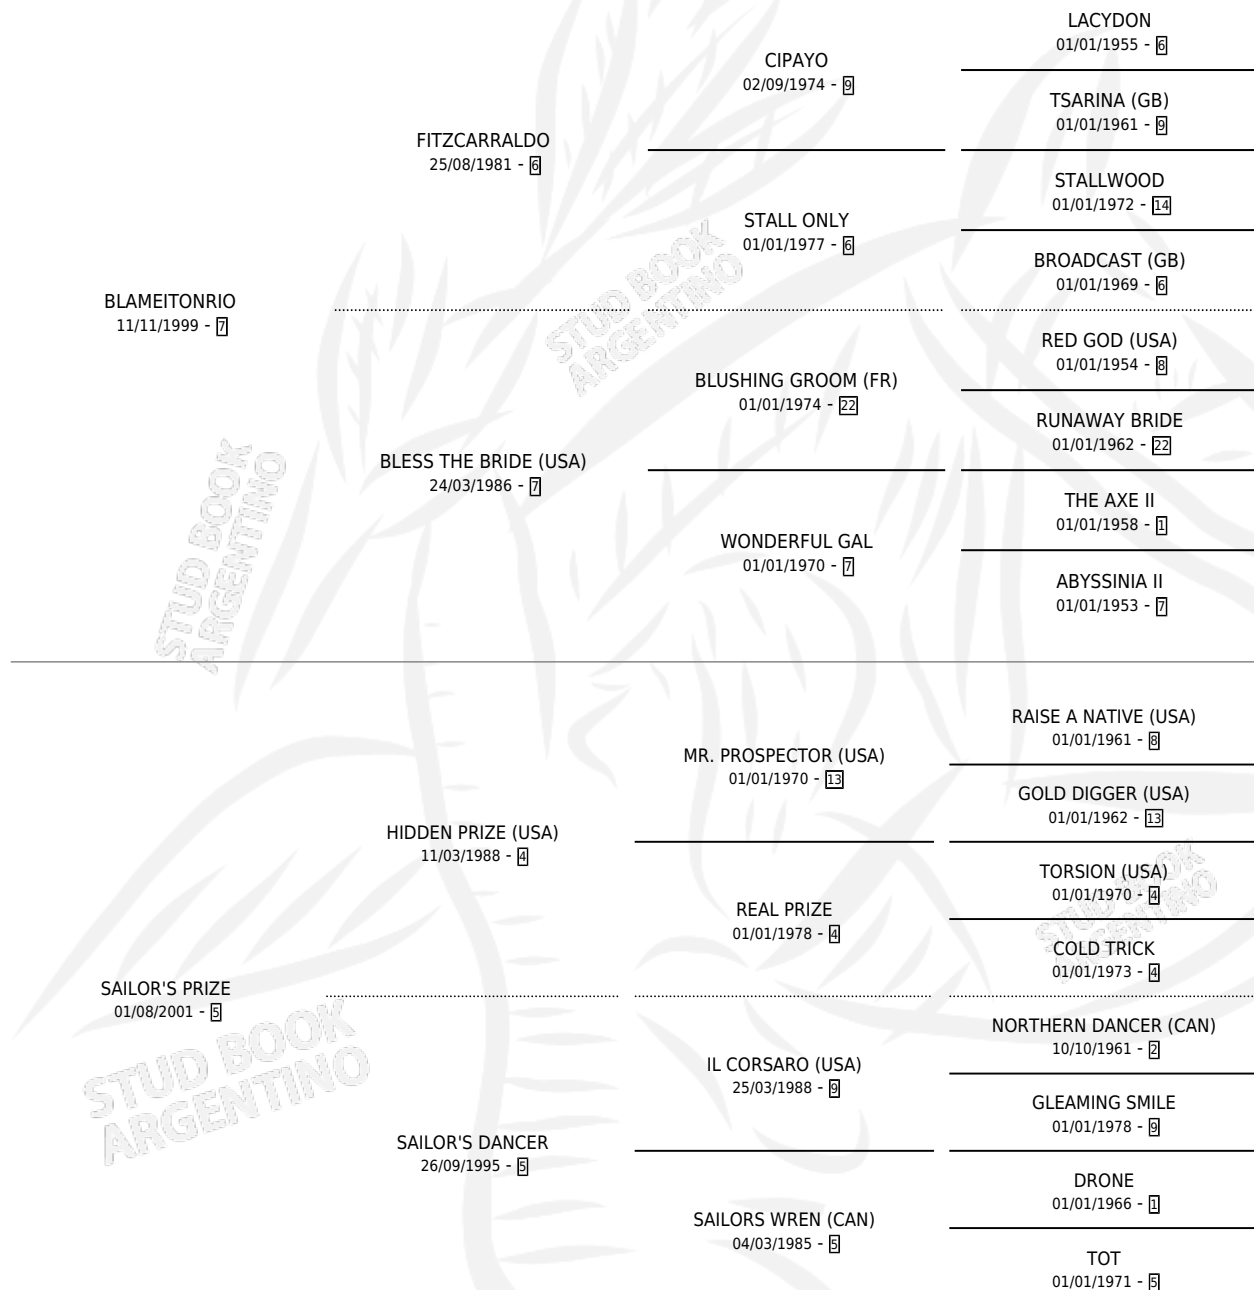 LACYDON
01/01/1955 - 6
CIPAYO
02/09/1974 - 9
TSARINA (GB)
01/01/1961 - 9
FITZCARRALDO
25/08/1981 - 6
STALLWOOD
01/01/1972 - 14
STALL ONLY
01/01/1977 - 6
BROADCAST (GB)
01/01/1969 - 6
BLAMEITONRIO
11/11/1999 - 7
STUD BOOK
ARGENTINO
RED GOD (USA)
01/01/1954 - 8
BLUSHING GROOM (FR)
01/01/1974 - 22
RUNAWAY BRIDE
01/01/1962 - 22
BLESS THE BRIDE (USA)
24/03/1986 - 7
THE AXE II
01/01/1958 - 1
WONDERFUL GAL
01/01/1970 - 7
ABYSSINIA II
01/01/1953 - 7
STUD BOOK
ARGENTINO
RAISE A NATIVE (USA)
01/01/1961 - 8
MR. PROSPECTOR (USA)
01/01/1970 - 13
GOLD DIGGER (USA)
01/01/1962 - 13
HIDDEN PRIZE (USA)
11/03/1988 - 4
TORSION (USA)
01/01/1970 - 4
REAL PRIZE
01/01/1978 - 4
STUD BOOK
ARGENTINO
COLD TRICK
01/01/1973 - 4
SAILOR'S PRIZE
01/08/2001 - 5
NORTHERN DANCER (CAN)
10/10/1961 - 2
IL CORSARO (USA)
25/03/1988 - 9
GLEAMING SMILE
01/01/1978 - 9
STUD BOOK
ARGENTINO
SAILOR'S DANCER
26/09/1995 - 5
DRONE
01/01/1966 - 1
SAILORS WREN (CAN)
04/03/1985 - 5
TOT
01/01/1971 - 5